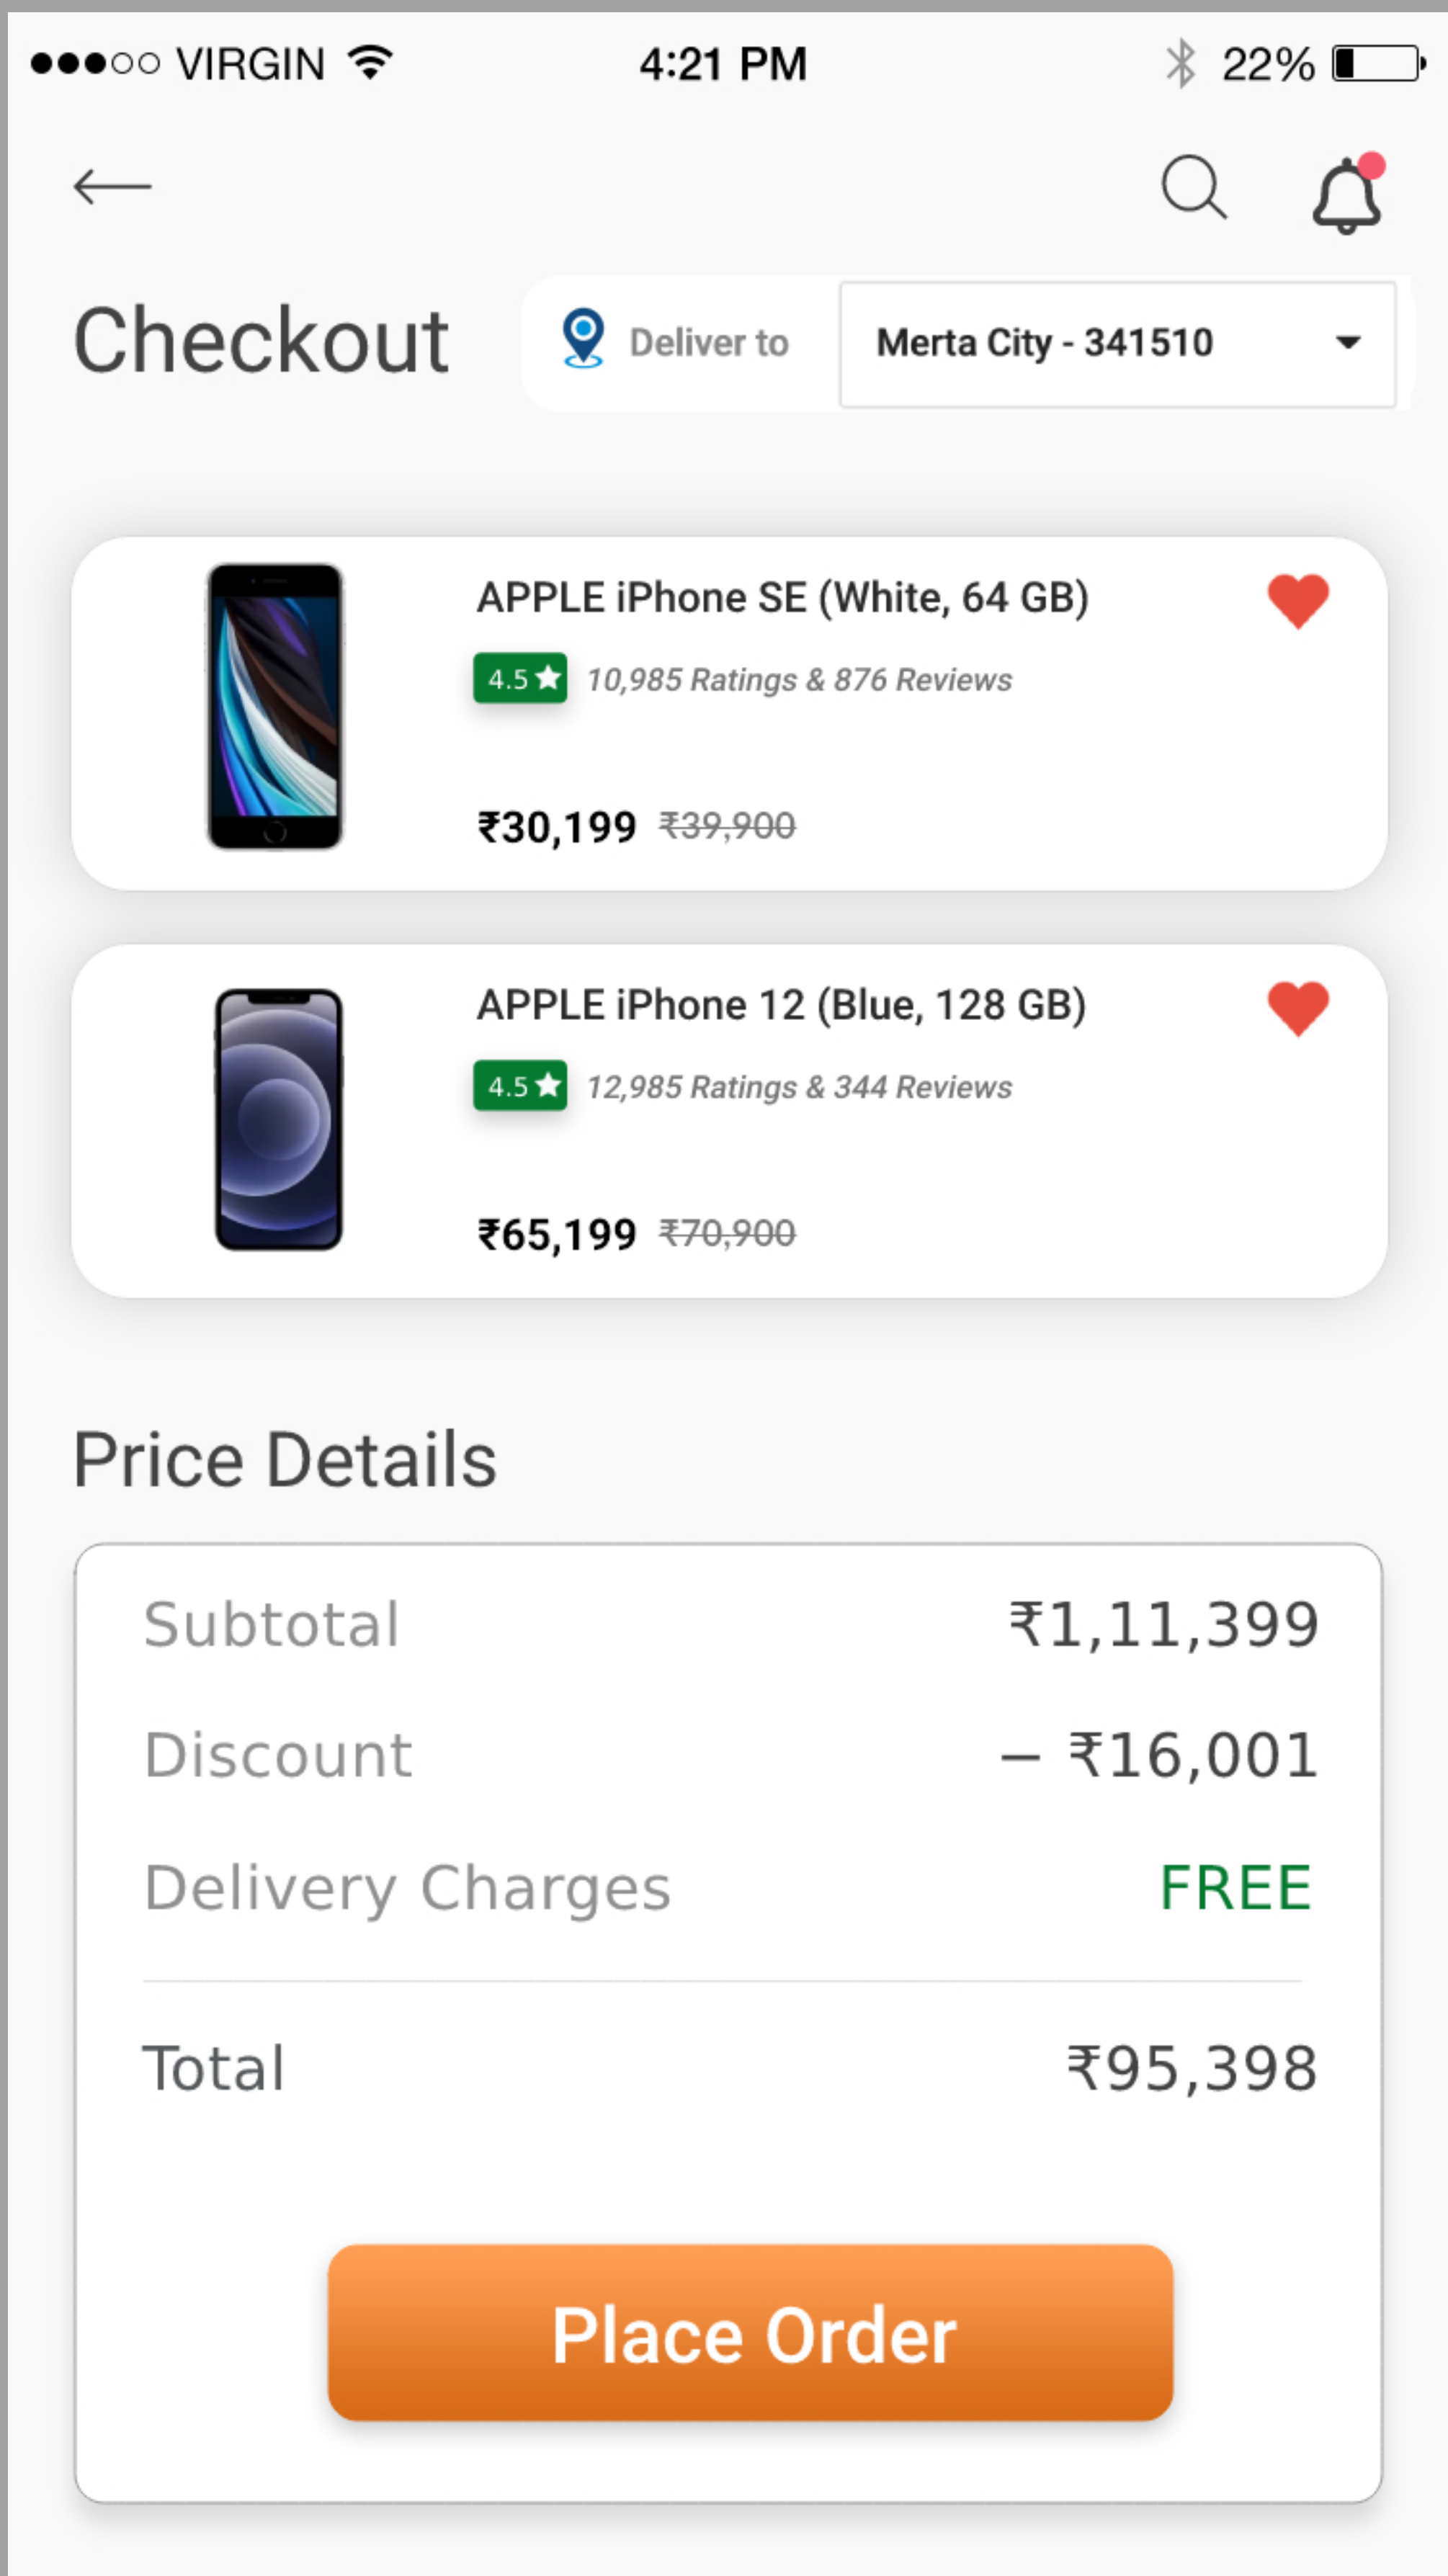 VIRGIN 4:21 PM 22%
Checkout Deliver to Merta City - 341510
APPLE iPhone SE (White, 64 GB)
4.5 10,985 Ratings & 876 Reviews
₹30,199 ₹39,900
APPLE iPhone 12 (Blue, 128 GB)
4.5 12,985 Ratings & 344 Reviews
₹65,199 ₹70,900
Price Details
Subtotal ₹1,11,399
Discount – ₹16,001
Delivery Charges FREE
Total ₹95,398
Place Order